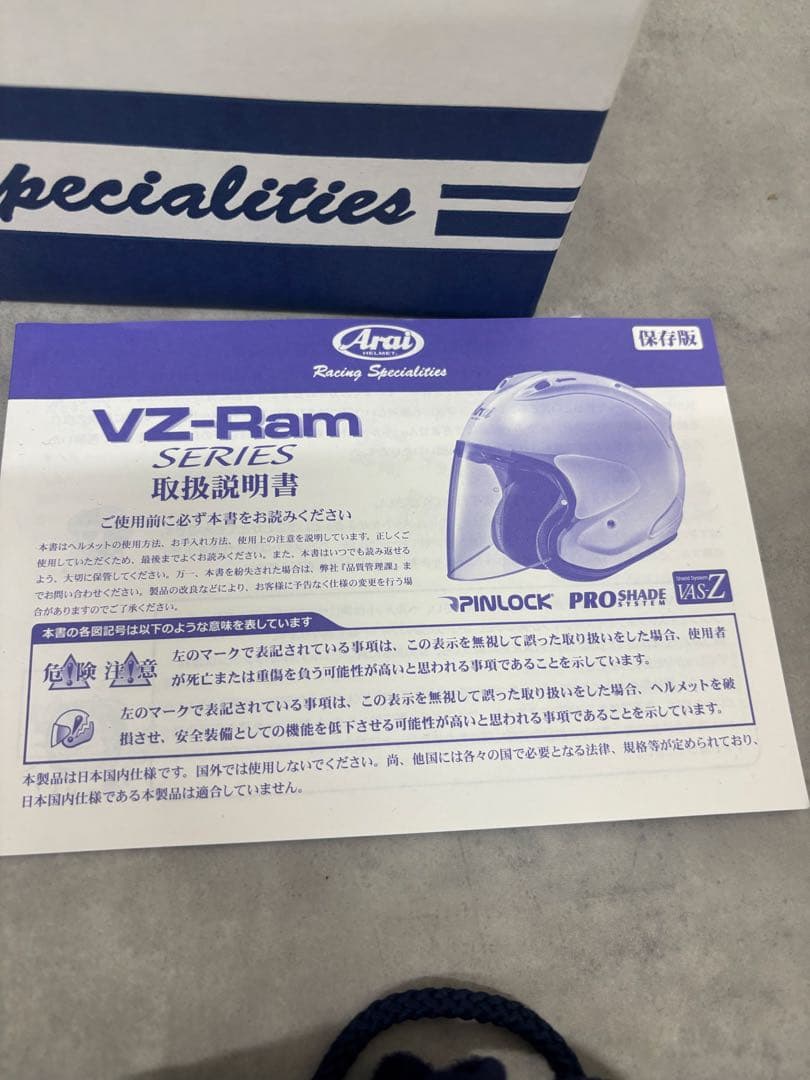 pecialities
Arai
HELMET.
Racing Specialities
保存版
VZ-Ram
SERIES
取扱説明書
ご使用前に必ず本書をお読みください
本書はヘルメットの使用方法、お手入れ方法、使用上の注意を説明しています。正しくご
使用していただくため、最後までよくお読みください。また、本書はいつでも読み返せる
よう、大切に保管してください。万一、本書を紛失された場合は、弊社『品質管理課』ま
でお問い合わせください。製品の改良などにより、お客様に予告なく仕様の変更を行う場
合がありますのでご了承ください。
Arai
PINLOCK®
PRO SHADE SYSTEM
Shield System
VAS-Z
本書の各図記号は以下のような意味を表しています
危!険 注!意
左のマークで表記されている事項は、この表示を無視して誤った取り扱いをした場合、使用者
が死亡または重傷を負う可能性が高いと思われる事項であることを示しています。
左のマークで表記されている事項は、この表示を無視して誤った取り扱いをした場合、ヘルメットを破
損させ、安全装備としての機能を低下させる可能性が高いと思われる事項であることを示しています。
本製品は日本国内仕様です。国外では使用しないでください。尚、他国には各々の国で必要となる法律、規格等が定められており、
日本国内仕様である本製品は適合していません。